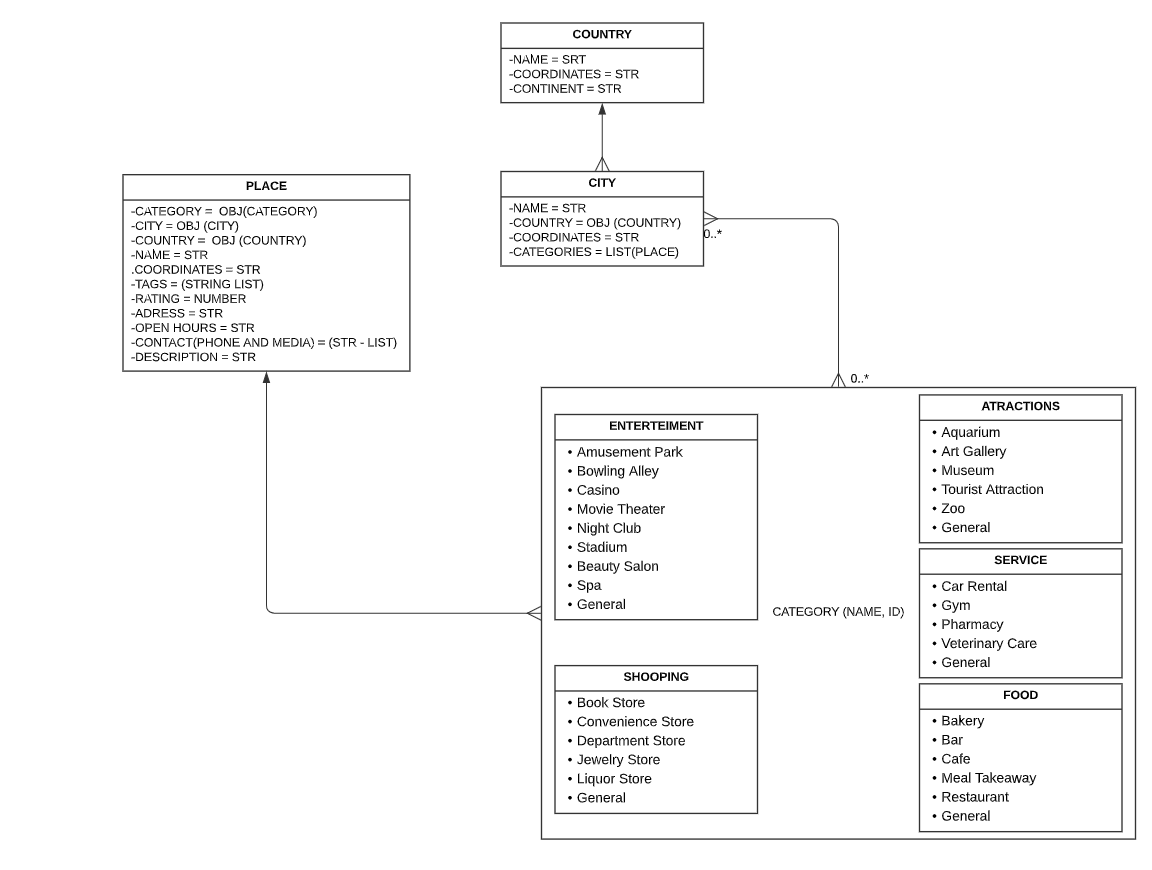 COUNTRY
-NAME = SRT
-COORDINATES = STR
-CONTINENT = STR
PLACE
-CATEGORY =  OBJ(CATEGORY)
-CITY = OBJ (CITY)
-COUNTRY =  OBJ (COUNTRY)
-NAME = STR
.COORDINATES = STR
-TAGS = (STRING LIST)
-RATING = NUMBER
-ADRESS = STR
-OPEN HOURS = STR
-CONTACT(PHONE AND MEDIA) = (STR - LIST)
-DESCRIPTION = STR
CITY
-NAME = STR
-COUNTRY = OBJ (COUNTRY)
-COORDINATES = STR
-CATEGORIES = LIST(PLACE)
0..*
0..*
ENTERTEIMENT
• Amusement Park
• Bowling Alley
• Casino
• Movie Theater
• Night Club
• Stadium
• Beauty Salon
• Spa
• General
SHOOPING
• Book Store
• Convenience Store
• Department Store
• Jewelry Store
• Liquor Store
• General
CATEGORY (NAME, ID)
ATRACTIONS
• Aquarium
• Art Gallery
• Museum
• Tourist Attraction
• Zoo
• General
SERVICE
• Car Rental
• Gym
• Pharmacy
• Veterinary Care
• General
FOOD
• Bakery
• Bar
• Cafe
• Meal Takeaway
• Restaurant
• General